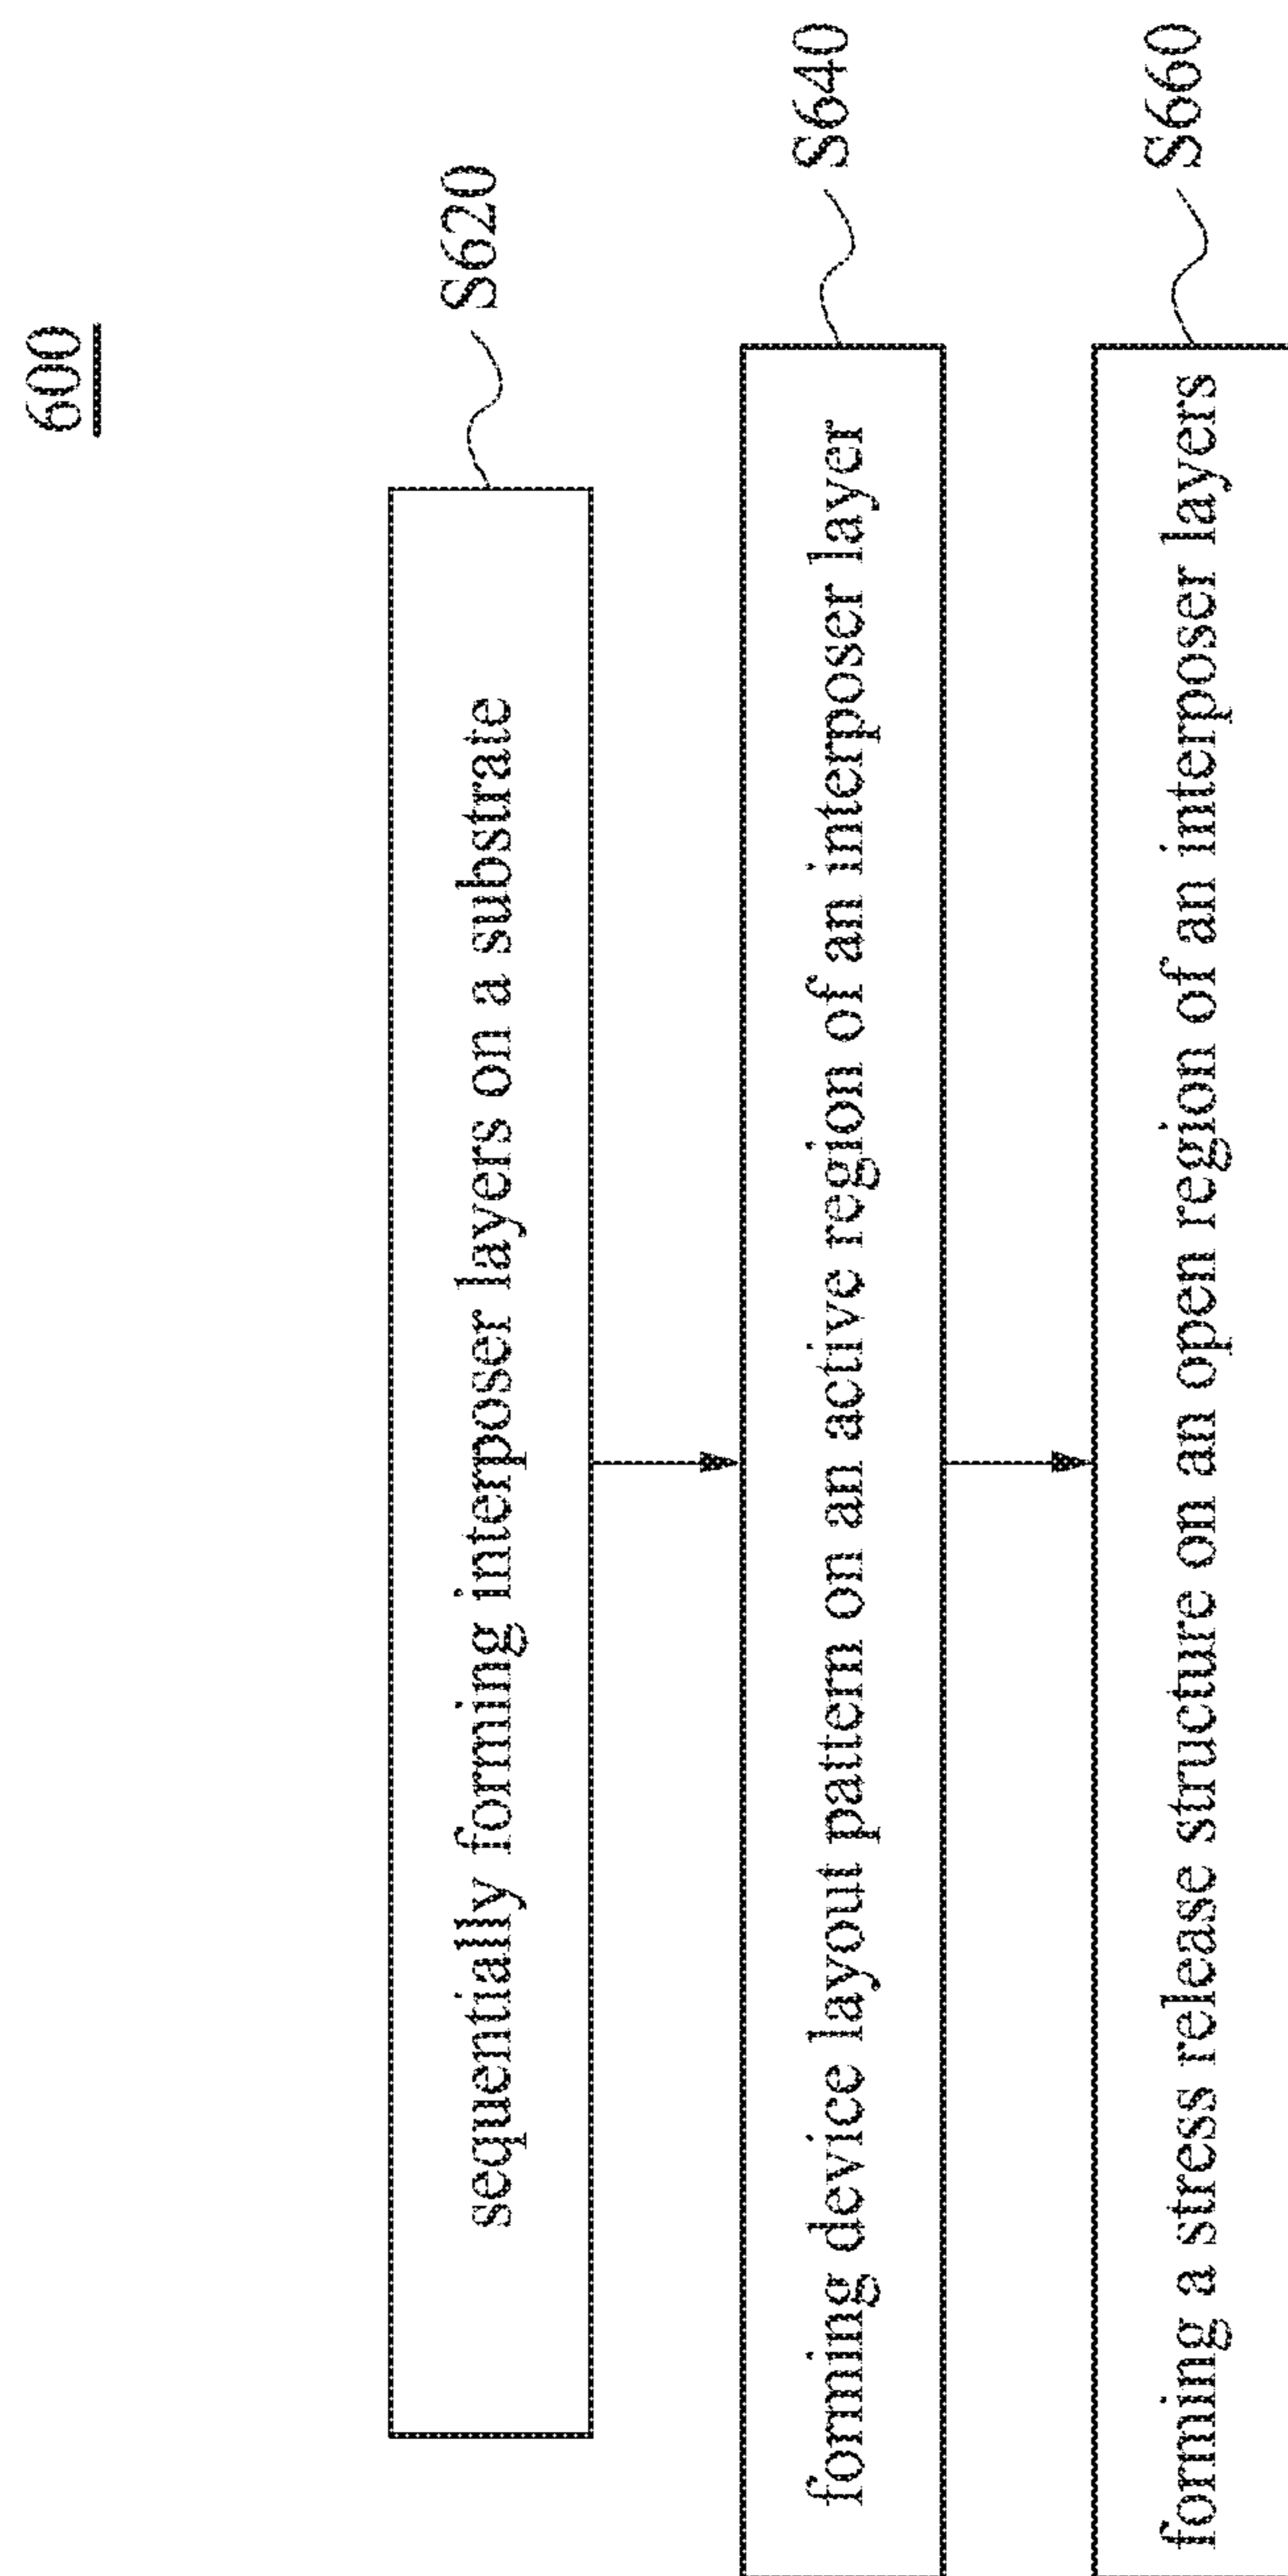 600
sequentially forming interposer layers on a substrate
S620
forming device layout pattern on an active region of an interposer layer
S640
forming a stress release structure on an open region of an interposer layers
S660